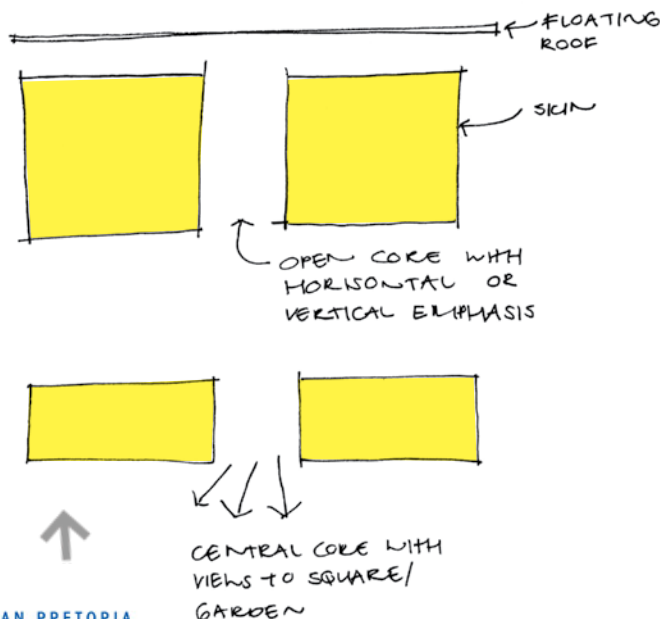 FLOATING
ROOF
SKIN
OPEN CORE WITH
HORISONTAL OR
VERTICAL EMPHASIS
CENTRAL CORE WITH
VIEWS TO SQUARE/
GARDEN
AN PRETORIA